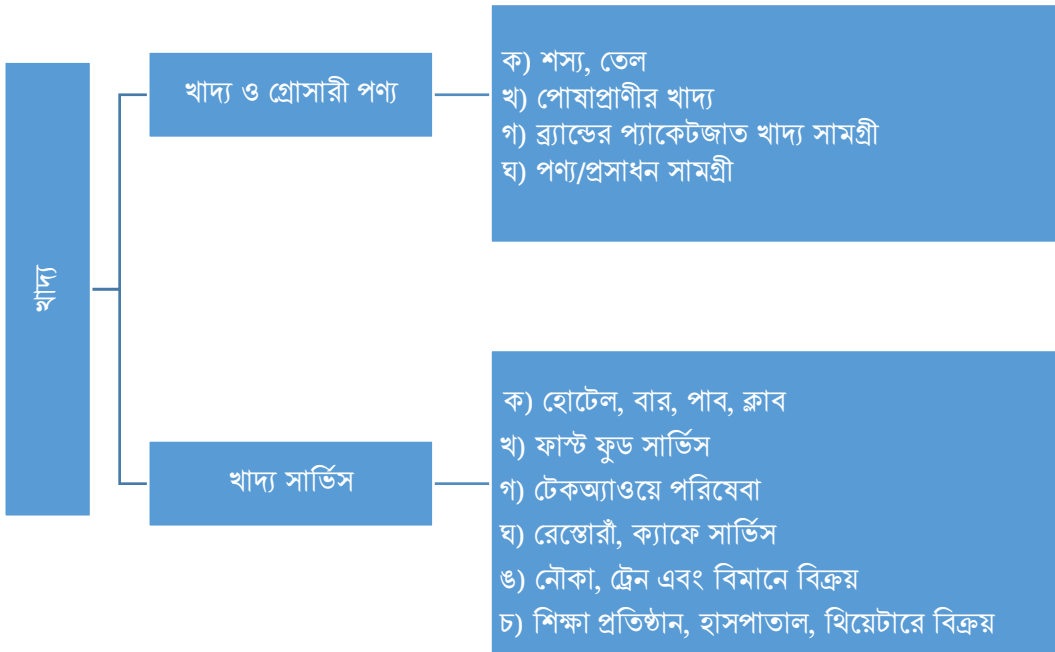 খাদ্য
খাদ্য ও গ্রোসারী পণ্য
ক) শস্য, তেল
খ) পোষাপ্রাণীর খাদ্য
গ) ব্র্যান্ডের প্যাকেটজাত খাদ্য সামগ্রী
ঘ) পণ্য/প্রসাধন সামগ্রী
খাদ্য সার্ভিস
ক) হোটেল, বার, পাব, ক্লাব
খ) ফাস্ট ফুড সার্ভিস
গ) টেকঅ্যাওয়ে পরিষেবা
ঘ) রেস্তোরাঁ, ক্যাফে সার্ভিস
ঙ) নৌকা, ট্রেন এবং বিমানে বিক্রয়
চ) শিক্ষা প্রতিষ্ঠান, হাসপাতাল, থিয়েটারে বিক্রয়